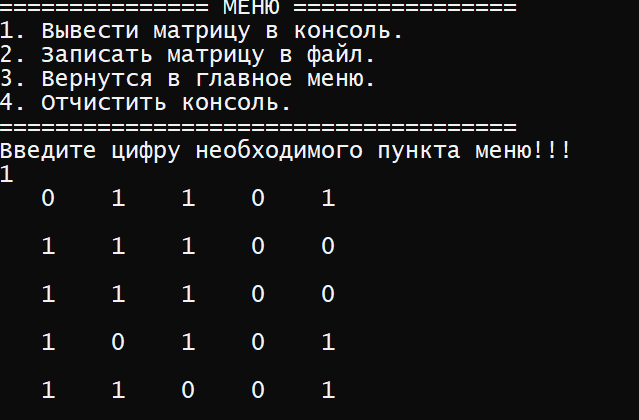 =============== МЕНЮ ================
1. Вывести матрицу в консоль.
2. Записать матрицу в файл.
3. Вернутся в главное меню.
4. Отчистить консоль.
=====================================
Введите цифру необходимого пункта меню!!!
1
0 1 1 0 1
1 1 1 0 0
1 1 1 0 0
1 0 1 0 1
1 1 0 0 1